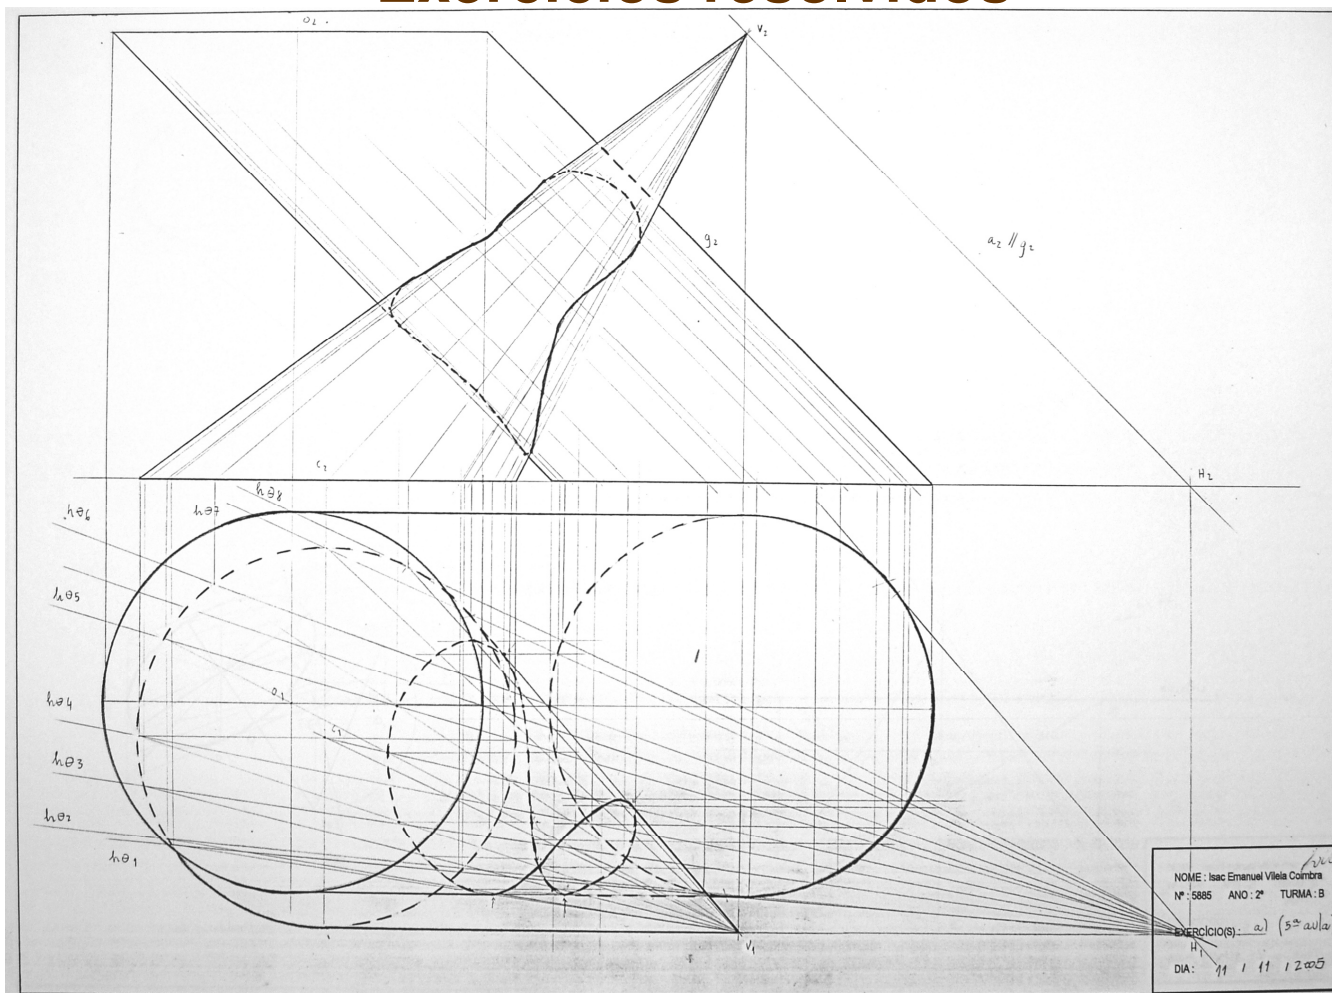 Exercícios resolvidos
O₂
V₂
g₂
a₂ // g₂
C₂
H₂
hθ8
hθ7
hθ6
hθ5
O₁
hθ4
C₁
hθ3
hθ2
hθ1
V₁
NOME : Isac Emanuel Vilela Coimbra
Nº : 5885 ANO : 2º TURMA : B
EXERCÍCIO(S) : a) (5ª aula
H₁
DIA : 11 / 11 / 2005